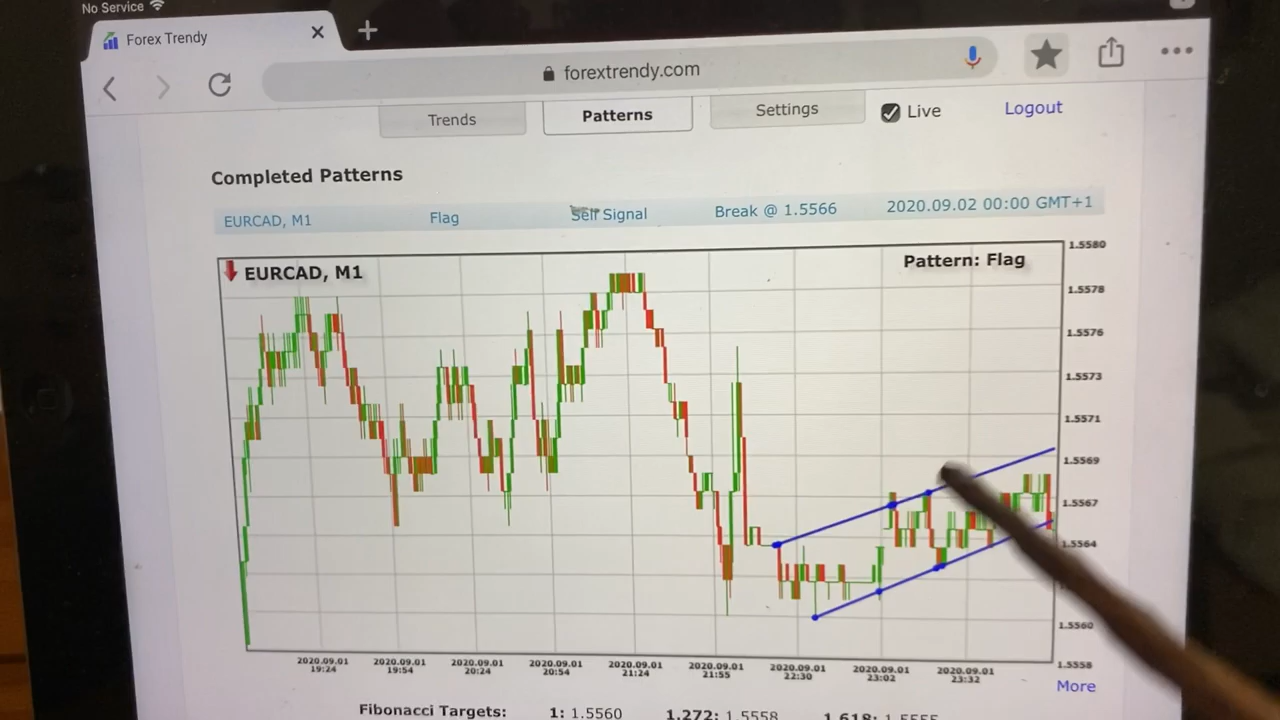 No Service
Forex Trendy
forextrendy.com
Trends Patterns Settings Live Logout
Completed Patterns
EURCAD, M1 Flag Sell Signal Break @ 1.5566 2020.09.02 00:00 GMT+1
EURCAD, M1 Pattern: Flag
1.5580
1.5578
1.5576
1.5573
1.5571
1.5569
1.5567
1.5564
1.5560
1.5558
2020.09.01 2020.09.01 2020.09.01 2020.09.01 2020.09.01 2020.09.01 2020.09.01 2020.09.01 2020.09.01
19:24 19:54 20:24 20:54 21:24 21:55 22:30 23:02 23:32
More
Fibonacci Targets: 1: 1.5560 1.272: 1.5558 1.618: